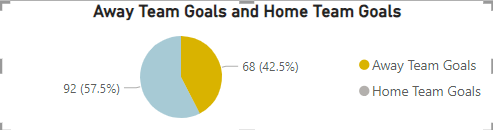 Away Team Goals and Home Team Goals
68 (42.5%)
Away Team Goals
92 (57.5%)
Home Team Goals